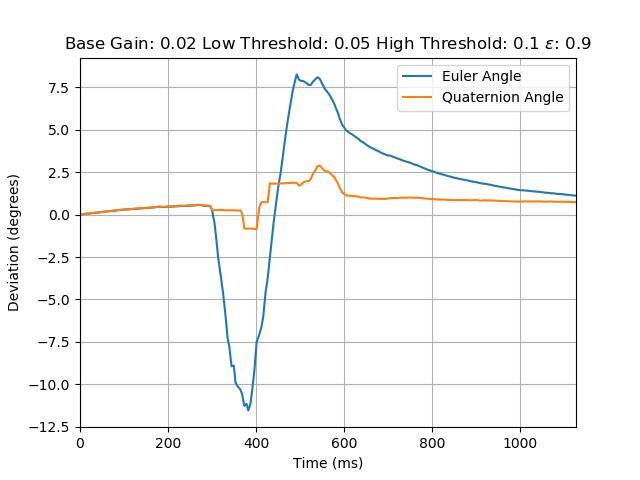 Base Gain: 0.02 Low Threshold: 0.05 High Threshold: 0.1 ε: 0.9
Euler Angle
Quaternion Angle
Deviation (degrees)
7.5
5.0
2.5
0.0
−2.5
−5.0
−7.5
−10.0
−12.5
0 200 400 600 800 1000
Time (ms)